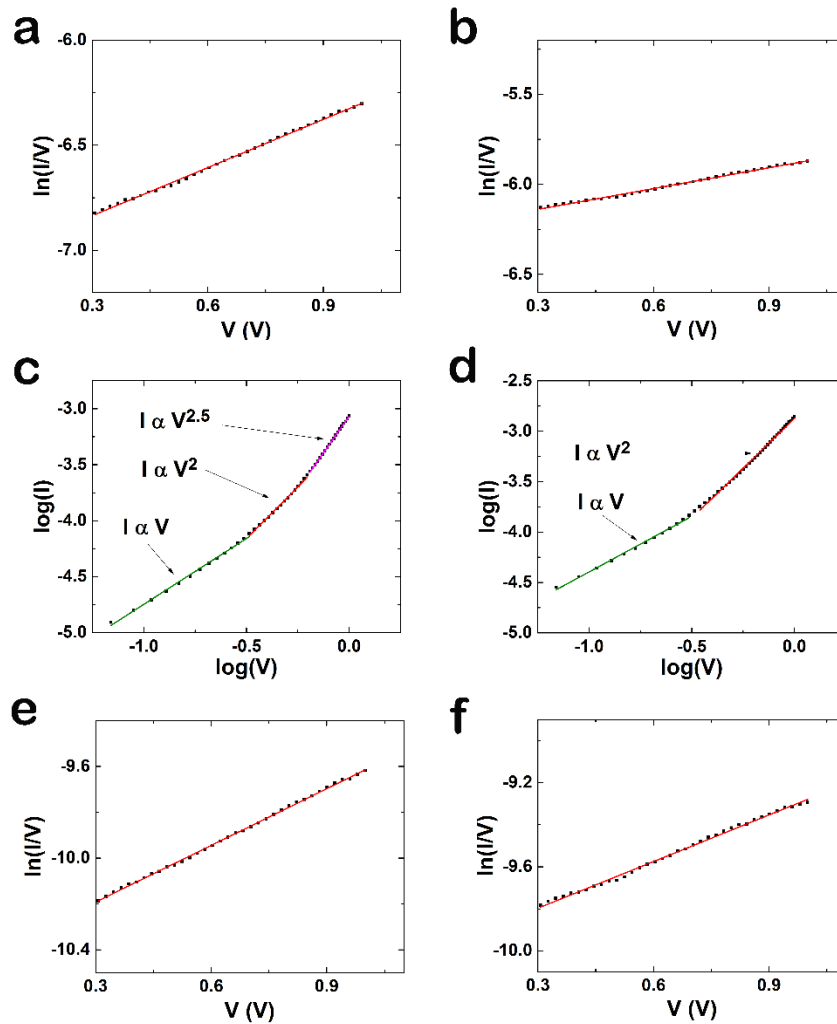 a
-6.0
-6.5
-7.0
ln(I/V)
0.3 0.6 0.9
V (V)
b
-5.5
-6.0
-6.5
ln(I/V)
0.3 0.6 0.9
V (V)
c
-3.0
-3.5
-4.0
-4.5
-5.0
log(I)
I α V2.5
I α V2
I α V
-1.0 -0.5 0.0
log(V)
d
-2.5
-3.0
-3.5
-4.0
-4.5
-5.0
log(I)
I α V2
I α V
-1.0 -0.5 0.0
log(V)
e
-9.6
-10.0
-10.4
ln(I/V)
0.3 0.6 0.9
V (V)
f
-9.2
-9.6
-10.0
ln(I/V)
0.3 0.6 0.9
V (V)